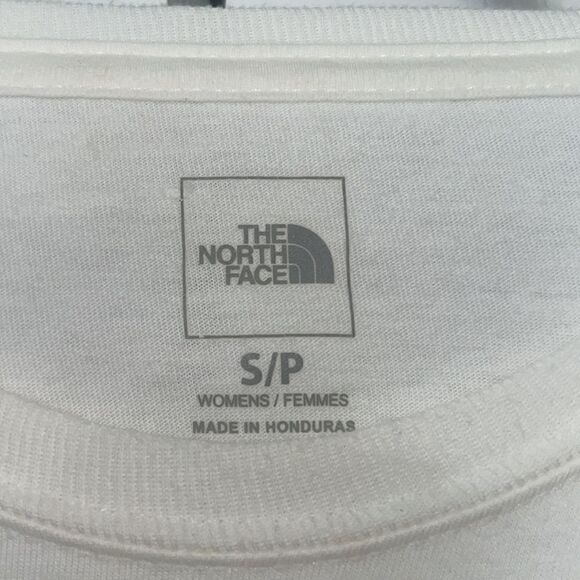 THE
NORTH
FACE
S/P
WOMENS / FEMMES
MADE IN HONDURAS